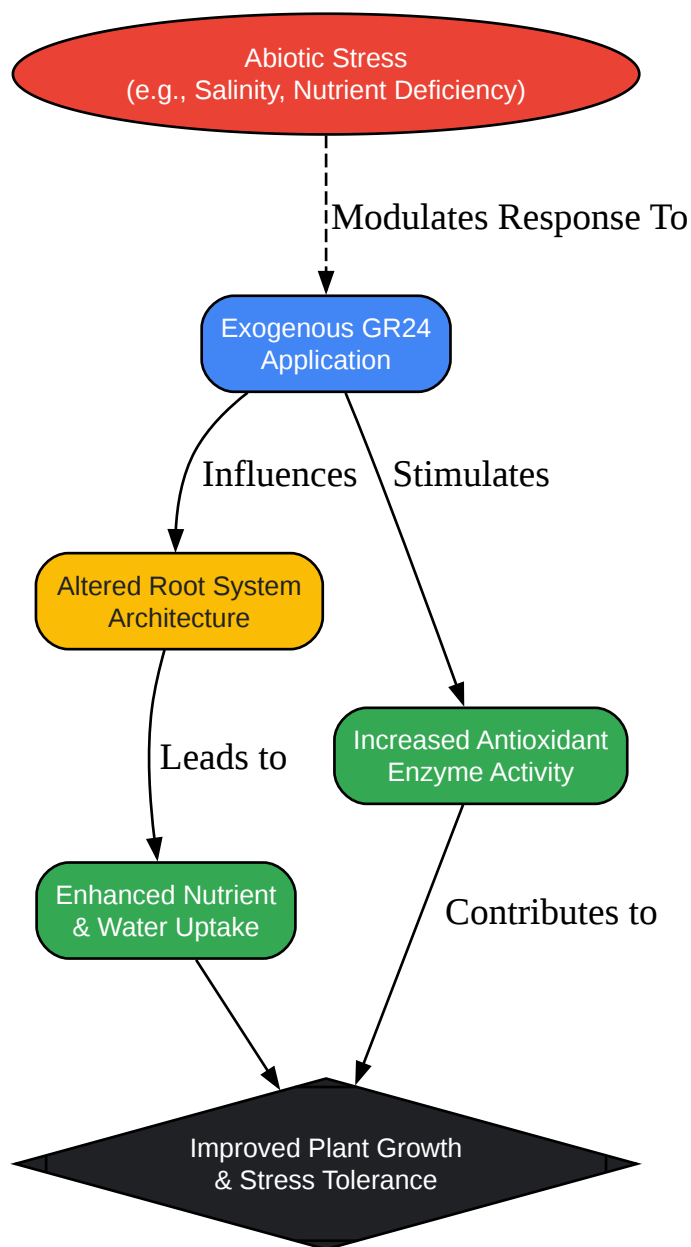 Abiotic Stress
(e.g., Salinity, Nutrient Deficiency)
Modulates Response To
Exogenous GR24
Application
Influences
Stimulates
Altered Root System
Architecture
Increased Antioxidant
Enzyme Activity
Leads to
Enhanced Nutrient
& Water Uptake
Contributes to
Improved Plant Growth
& Stress Tolerance